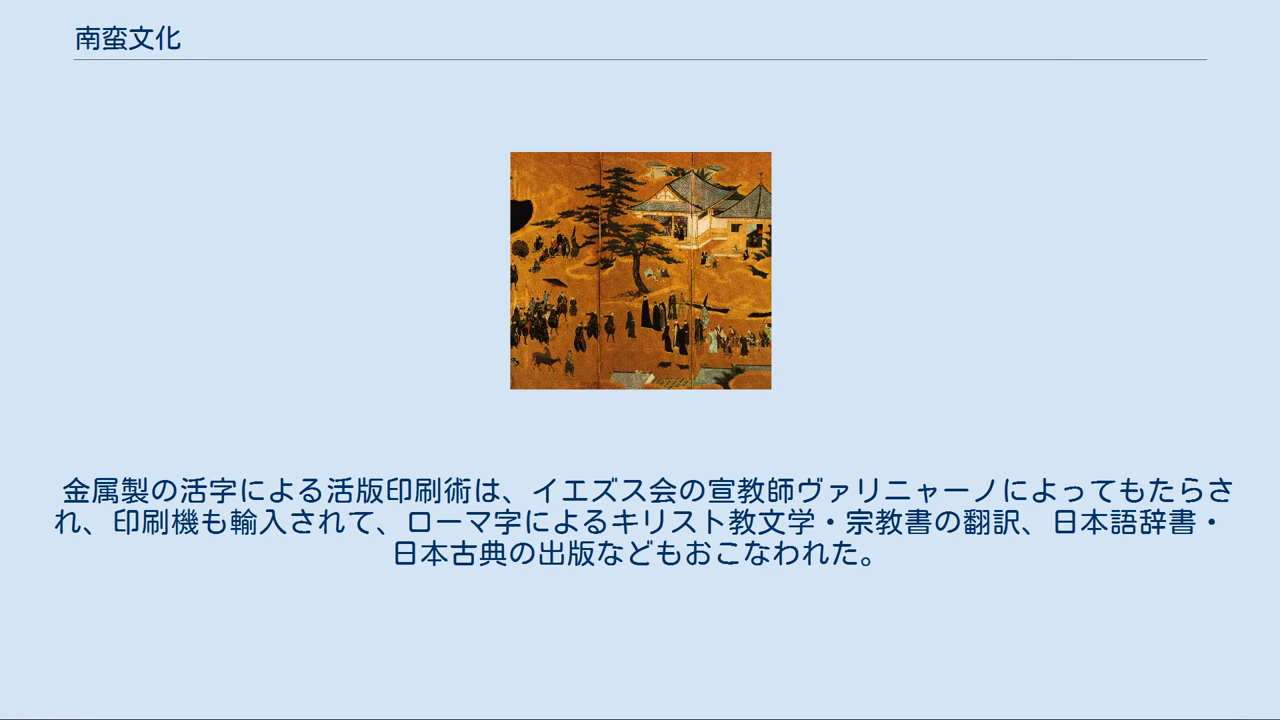 南蛮文化
金属製の活字による活版印刷術は、イエズス会の宣教師ヴァリニャーノによってもたらさ
れ、印刷機も輸入されて、ローマ字によるキリスト教文学・宗教書の翻訳、日本語辞書・
日本古典の出版などもおこなわれた。